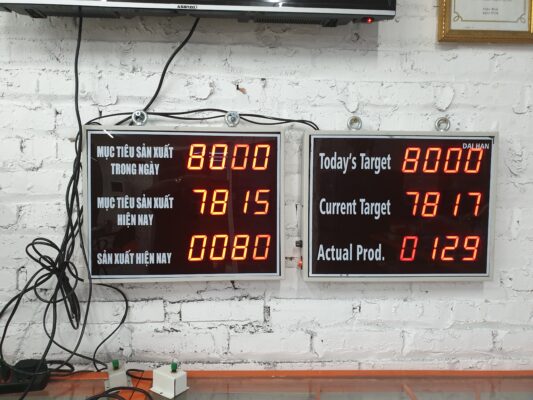 MỤC TIÊU SẢN XUẤT
TRONG NGÀY
8800
MỤC TIÊU SẢN XUẤT
HIỆN NAY
7815
SẢN XUẤT HIỆN NAY
0080
DAI HAN
Today's Target 8000
Current Target 7817
Actual Prod. 0129